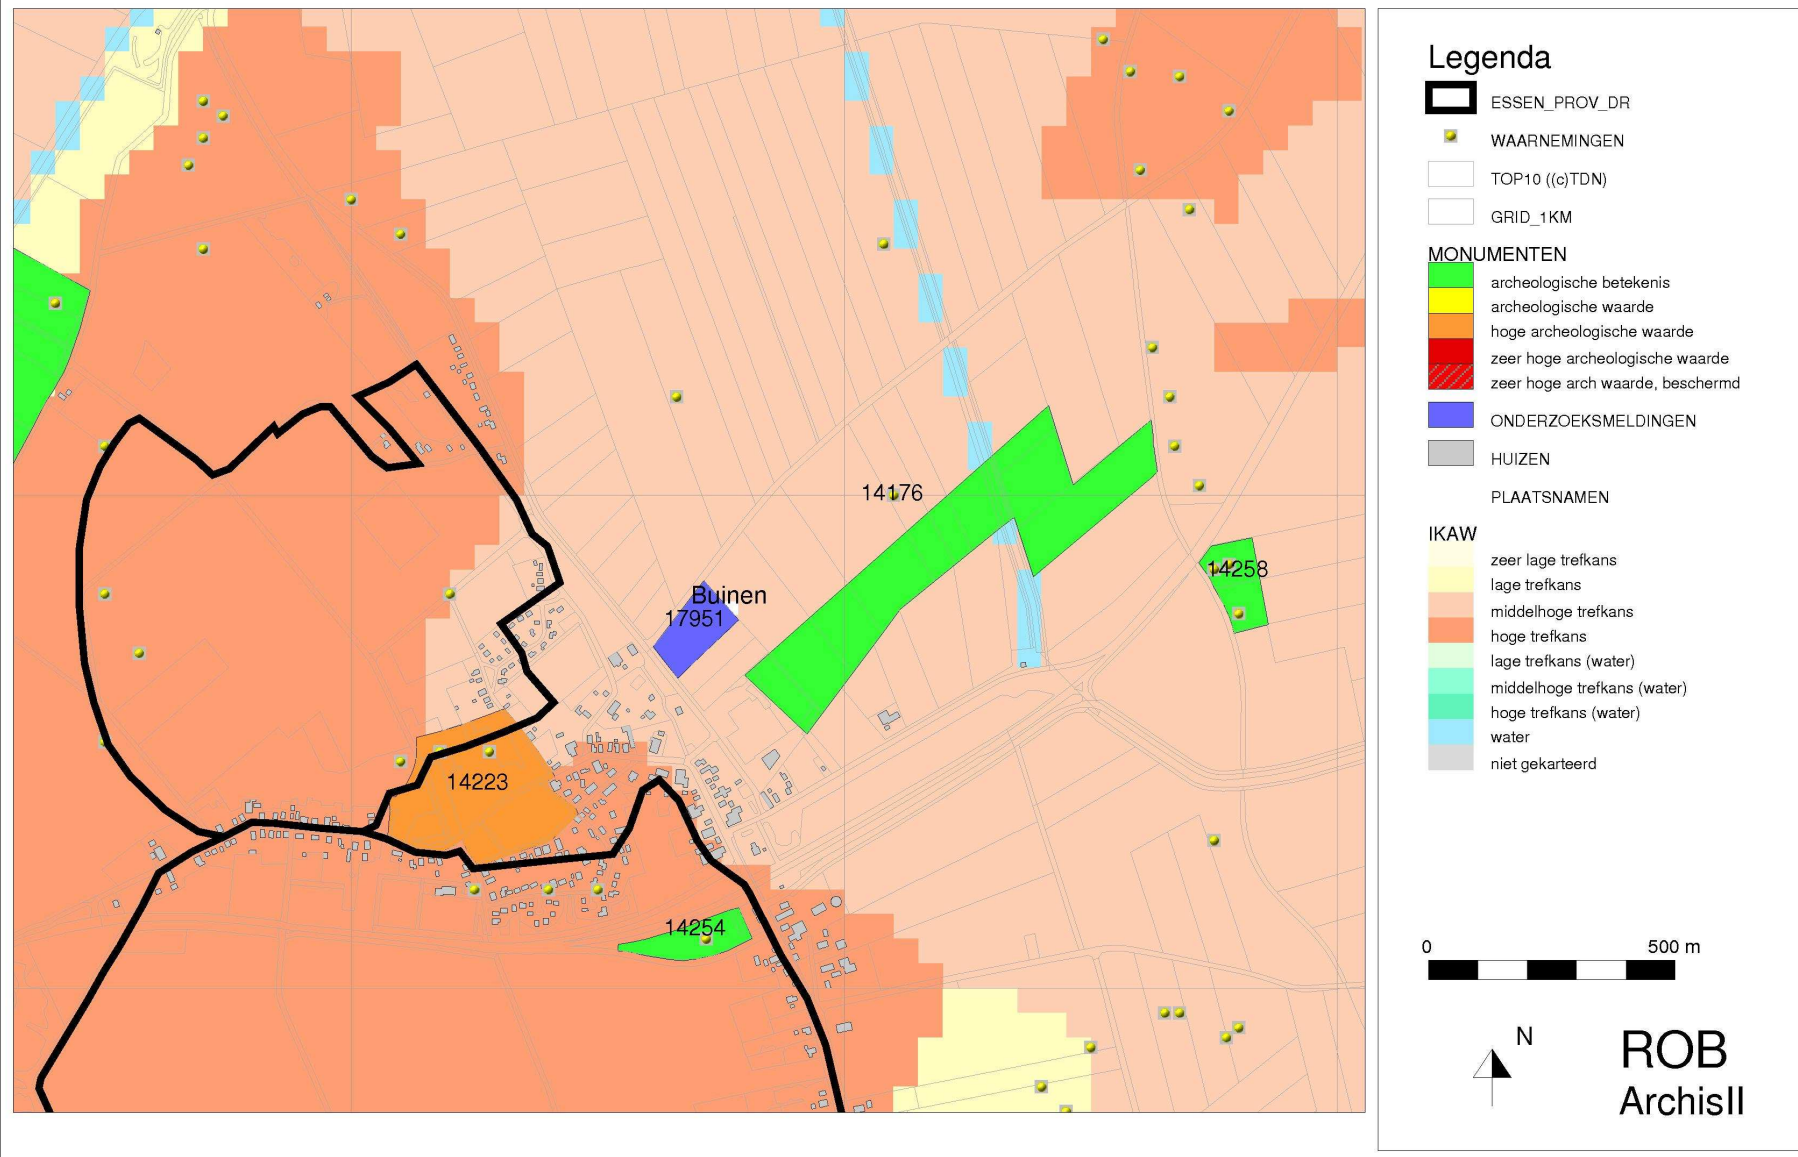 14176
14258
Buinen
17951
14223
14254
Legenda
ESSEN_PROV_DR
WAARNEMINGEN
TOP10 ((c)TDN)
GRID_1KM
MONUMENTEN
archeologische betekenis
archeologische waarde
hoge archeologische waarde
zeer hoge archeologische waarde
zeer hoge arch waarde, beschermd
ONDERZOEKSMELDINGEN
HUIZEN
PLAATSNAMEN
IKAW
zeer lage trefkans
lage trefkans
middelhoge trefkans
hoge trefkans
lage trefkans (water)
middelhoge trefkans (water)
hoge trefkans (water)
water
niet gekarteerd
0 500 m
N
ROB
ArchisII